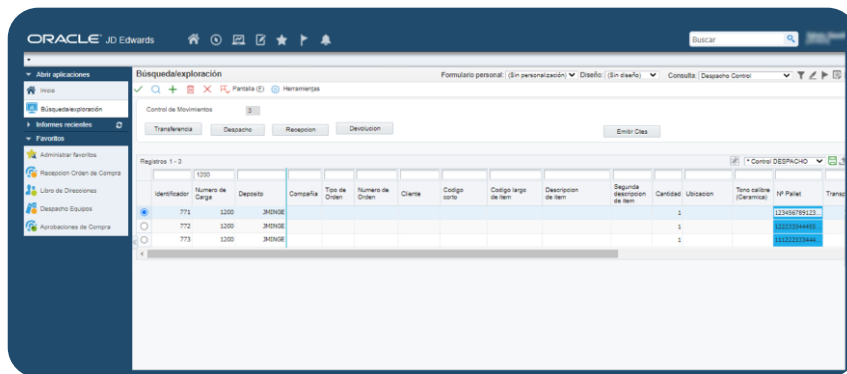 ORACLE JD Edwards
Buscar
Abrir aplicaciones
Inicio
Búsqueda/exploración
Informes recientes
Favoritos
Administrar favoritos
Recepcion Orden de Compra
Libro de Direcciones
Despacho Equipos
Aprobaciones de Compra
Búsqueda/exploración
Formulario personal: (Sin personalización) Diseño: (Sin diseño) Consulta: Despacho Control
Pantalla (F) Herramientas
Control de Movimientos 3
Transferencia Despacho Recepcion Devolucion Emitir Ctes
Registros 1 - 3
* Control DESPACHO
1200
Identificador Numero de Carga Deposito Compañía Tipo de Orden Numero de Orden Cliente Codigo corto Codigo largo de item Descripcion de item Segunda descripcion de item Cantidad Ubicacion Tono calibre (Ceramica) Nº Pallet Transp
771 1200 JMINGE 1 123456789123...
772 1200 JMINGE 1 122233344455...
773 1200 JMINGE 1 111222333444...